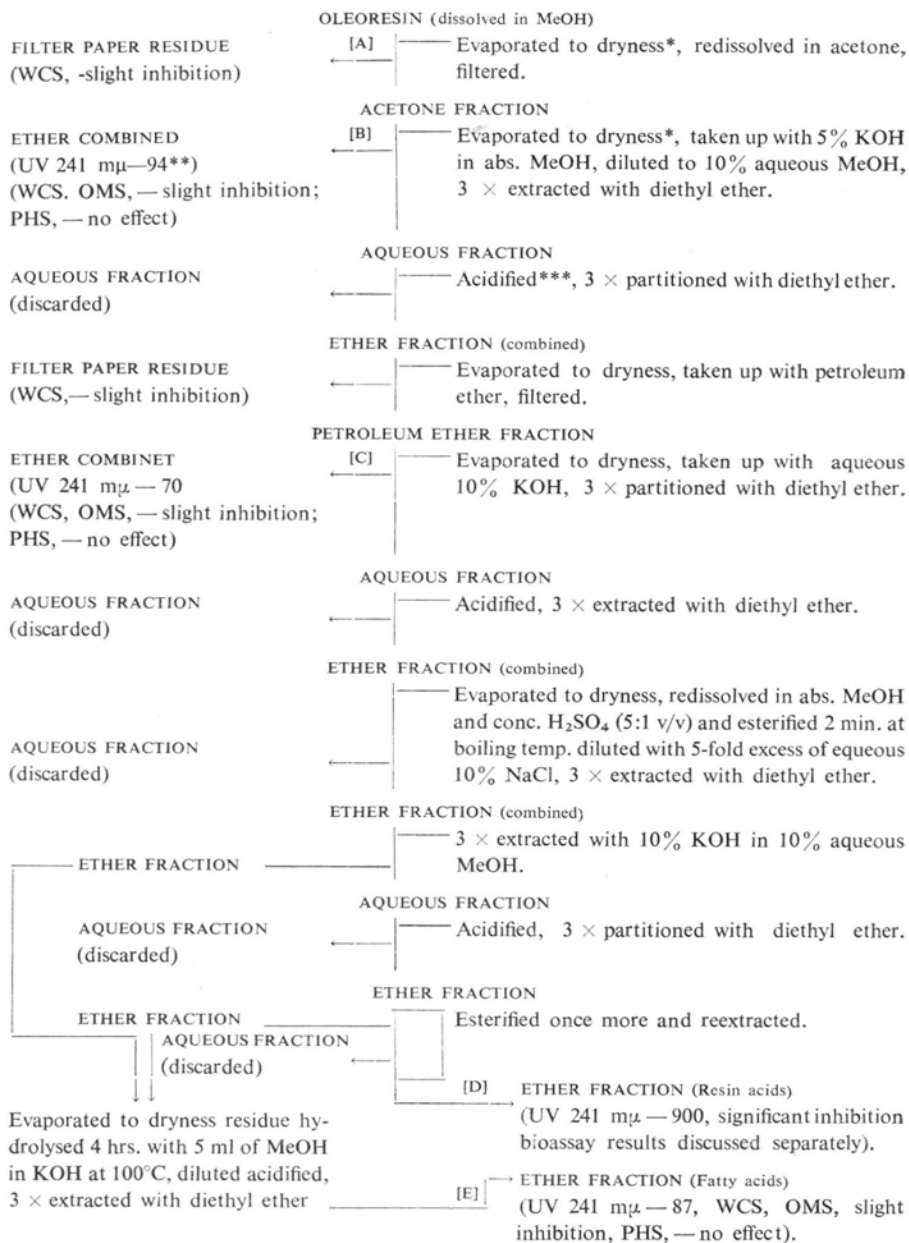 OLEORESIN (dissolved in MeOH)
FILTER PAPER RESIDUE
(WCS, -slight inhibition)
[A]
Evaporated to dryness*, redissolved in acetone,
filtered.
ACETONE FRACTION
ETHER COMBINED
(UV 241 mμ—94**)
(WCS. OMS, — slight inhibition;
PHS, — no effect)
[B]
Evaporated to dryness*, taken up with 5% KOH
in abs. MeOH, diluted to 10% aqueous MeOH,
3 × extracted with diethyl ether.
AQUEOUS FRACTION
AQUEOUS FRACTION
(discarded)
Acidified***, 3 × partitioned with diethyl ether.
ETHER FRACTION (combined)
FILTER PAPER RESIDUE
(WCS,— slight inhibition)
Evaporated to dryness, taken up with petroleum
ether, filtered.
PETROLEUM ETHER FRACTION
ETHER COMBINET
(UV 241 mμ — 70
(WCS, OMS, — slight inhibition;
PHS, — no effect)
[C]
Evaporated to dryness, taken up with aqueous
10% KOH, 3 × partitioned with diethyl ether.
AQUEOUS FRACTION
AQUEOUS FRACTION
(discarded)
Acidified, 3 × extracted with diethyl ether.
ETHER FRACTION (combined)
Evaporated to dryness, redissolved in abs. MeOH
and conc. H₂SO₄ (5:1 v/v) and esterified 2 min. at
boiling temp. diluted with 5-fold excess of equeous
10% NaCl, 3 × extracted with diethyl ether.
AQUEOUS FRACTION
(discarded)
ETHER FRACTION (combined)
3 × extracted with 10% KOH in 10% aqueous
MeOH.
ETHER FRACTION
AQUEOUS FRACTION
AQUEOUS FRACTION
(discarded)
Acidified, 3 × partitioned with diethyl ether.
ETHER FRACTION
ETHER FRACTION
Esterified once more and reextracted.
AQUEOUS FRACTION
(discarded)
[D]
ETHER FRACTION (Resin acids)
(UV 241 mμ — 900, significant inhibition
bioassay results discussed separately).
Evaporated to dryness residue hy-
drolysed 4 hrs. with 5 ml of MeOH
in KOH at 100°C, diluted acidified,
3 × extracted with diethyl ether
[E]
ETHER FRACTION (Fatty acids)
(UV 241 mμ — 87, WCS, OMS, slight
inhibition, PHS, — no effect).